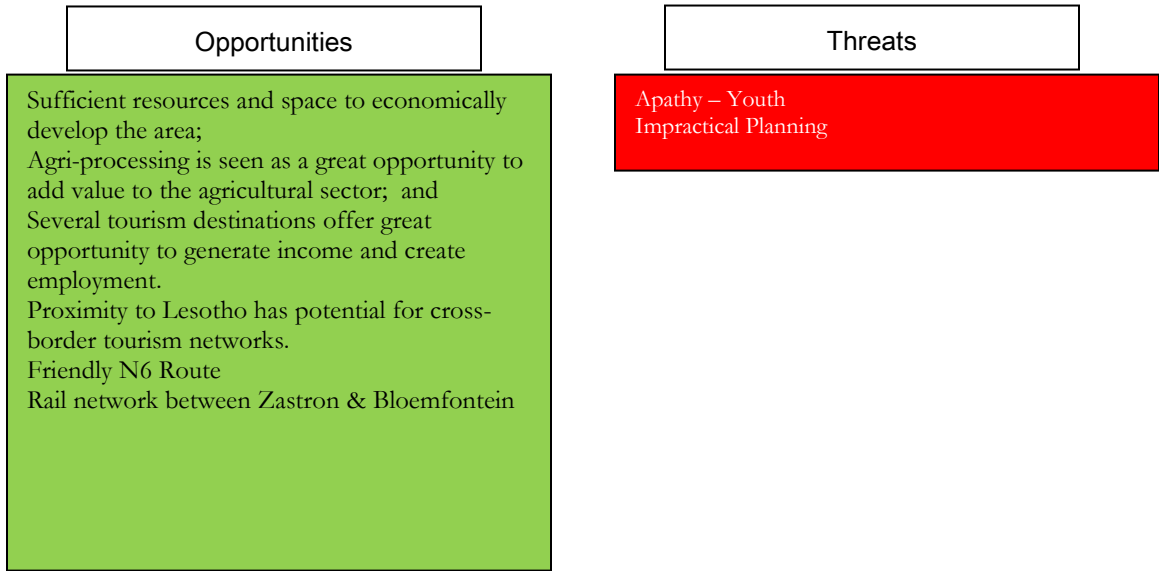 Opportunities
Sufficient resources and space to economically
develop the area;
Agri-processing is seen as a great opportunity to
add value to the agricultural sector;  and
Several tourism destinations offer great
opportunity to generate income and create
employment.
Proximity to Lesotho has potential for cross-
border tourism networks.
Friendly N6 Route
Rail network between Zastron & Bloemfontein
Threats
Apathy – Youth
Impractical Planning